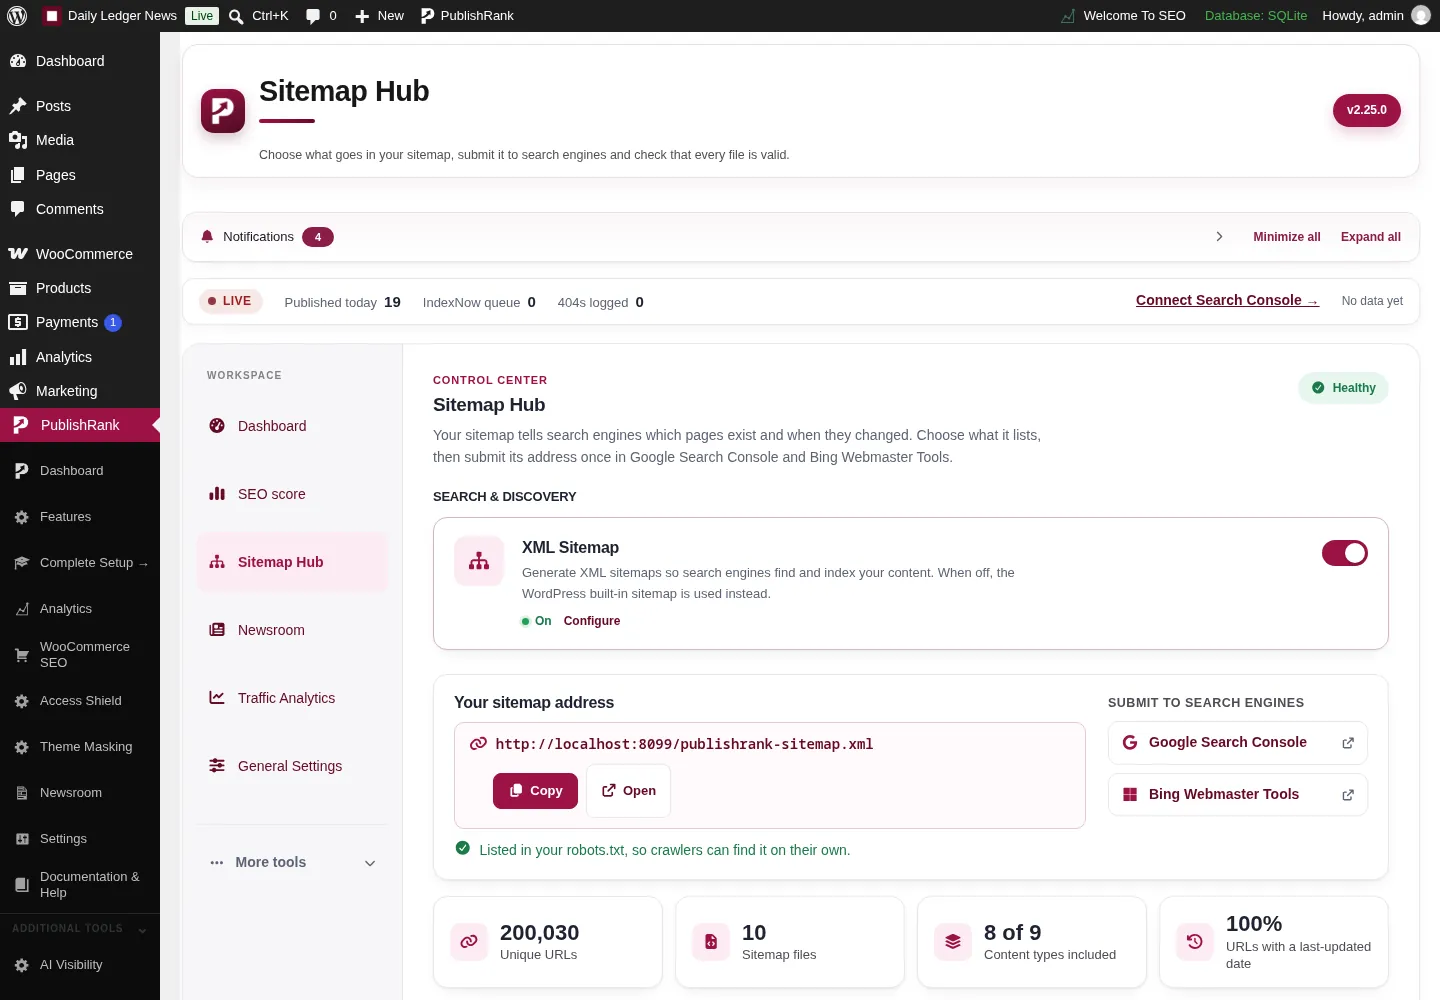 Daily Ledger News Live Ctrl+K 0 New PublishRank Welcome To SEO Database: SQLite Howdy, admin
Dashboard
Posts
Media
Pages
Comments
WooCommerce
Products
Payments 1
Analytics
Marketing
PublishRank
Dashboard
Features
Complete Setup →
Analytics
WooCommerce
SEO
Access Shield
Theme Masking
Newsroom
Settings
Documentation &
Help
ADDITIONAL TOOLS
AI Visibility
Sitemap Hub
Choose what goes in your sitemap, submit it to search engines and check that every file is valid.
v2.25.0
Notifications 4 Minimize all Expand all
LIVE Published today 19 IndexNow queue 0 404s logged 0 Connect Search Console → No data yet
WORKSPACE
Dashboard
SEO score
Sitemap Hub
Newsroom
Traffic Analytics
General Settings
More tools
CONTROL CENTER
Sitemap Hub
Healthy
Your sitemap tells search engines which pages exist and when they changed. Choose what it lists,
then submit its address once in Google Search Console and Bing Webmaster Tools.
SEARCH & DISCOVERY
XML Sitemap
Generate XML sitemaps so search engines find and index your content. When off, the
WordPress built-in sitemap is used instead.
On Configure
Your sitemap address
http://localhost:8099/publishrank-sitemap.xml
Copy Open
Listed in your robots.txt, so crawlers can find it on their own.
SUBMIT TO SEARCH ENGINES
Google Search Console
Bing Webmaster Tools
200,030
Unique URLs
10
Sitemap files
8 of 9
Content types included
100%
URLs with a last-updated
date